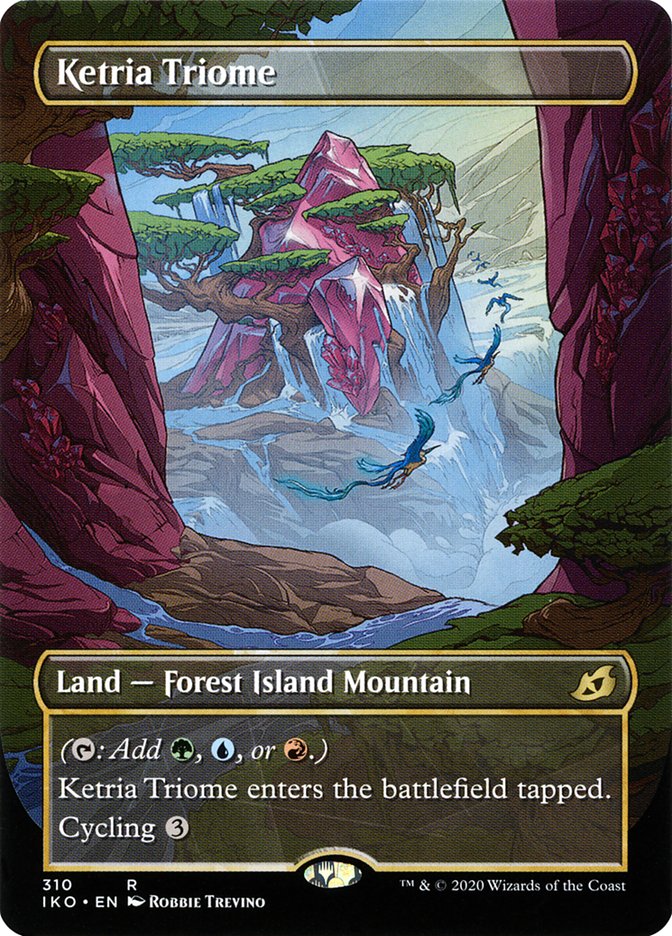 Ketria Triome
Land — Forest Island Mountain
(T: Add G, U, or R.)
Ketria Triome enters the battlefield tapped.
Cycling 3
310 R
IKO • EN Robbie Trevino
™ & © 2020 Wizards of the Coast